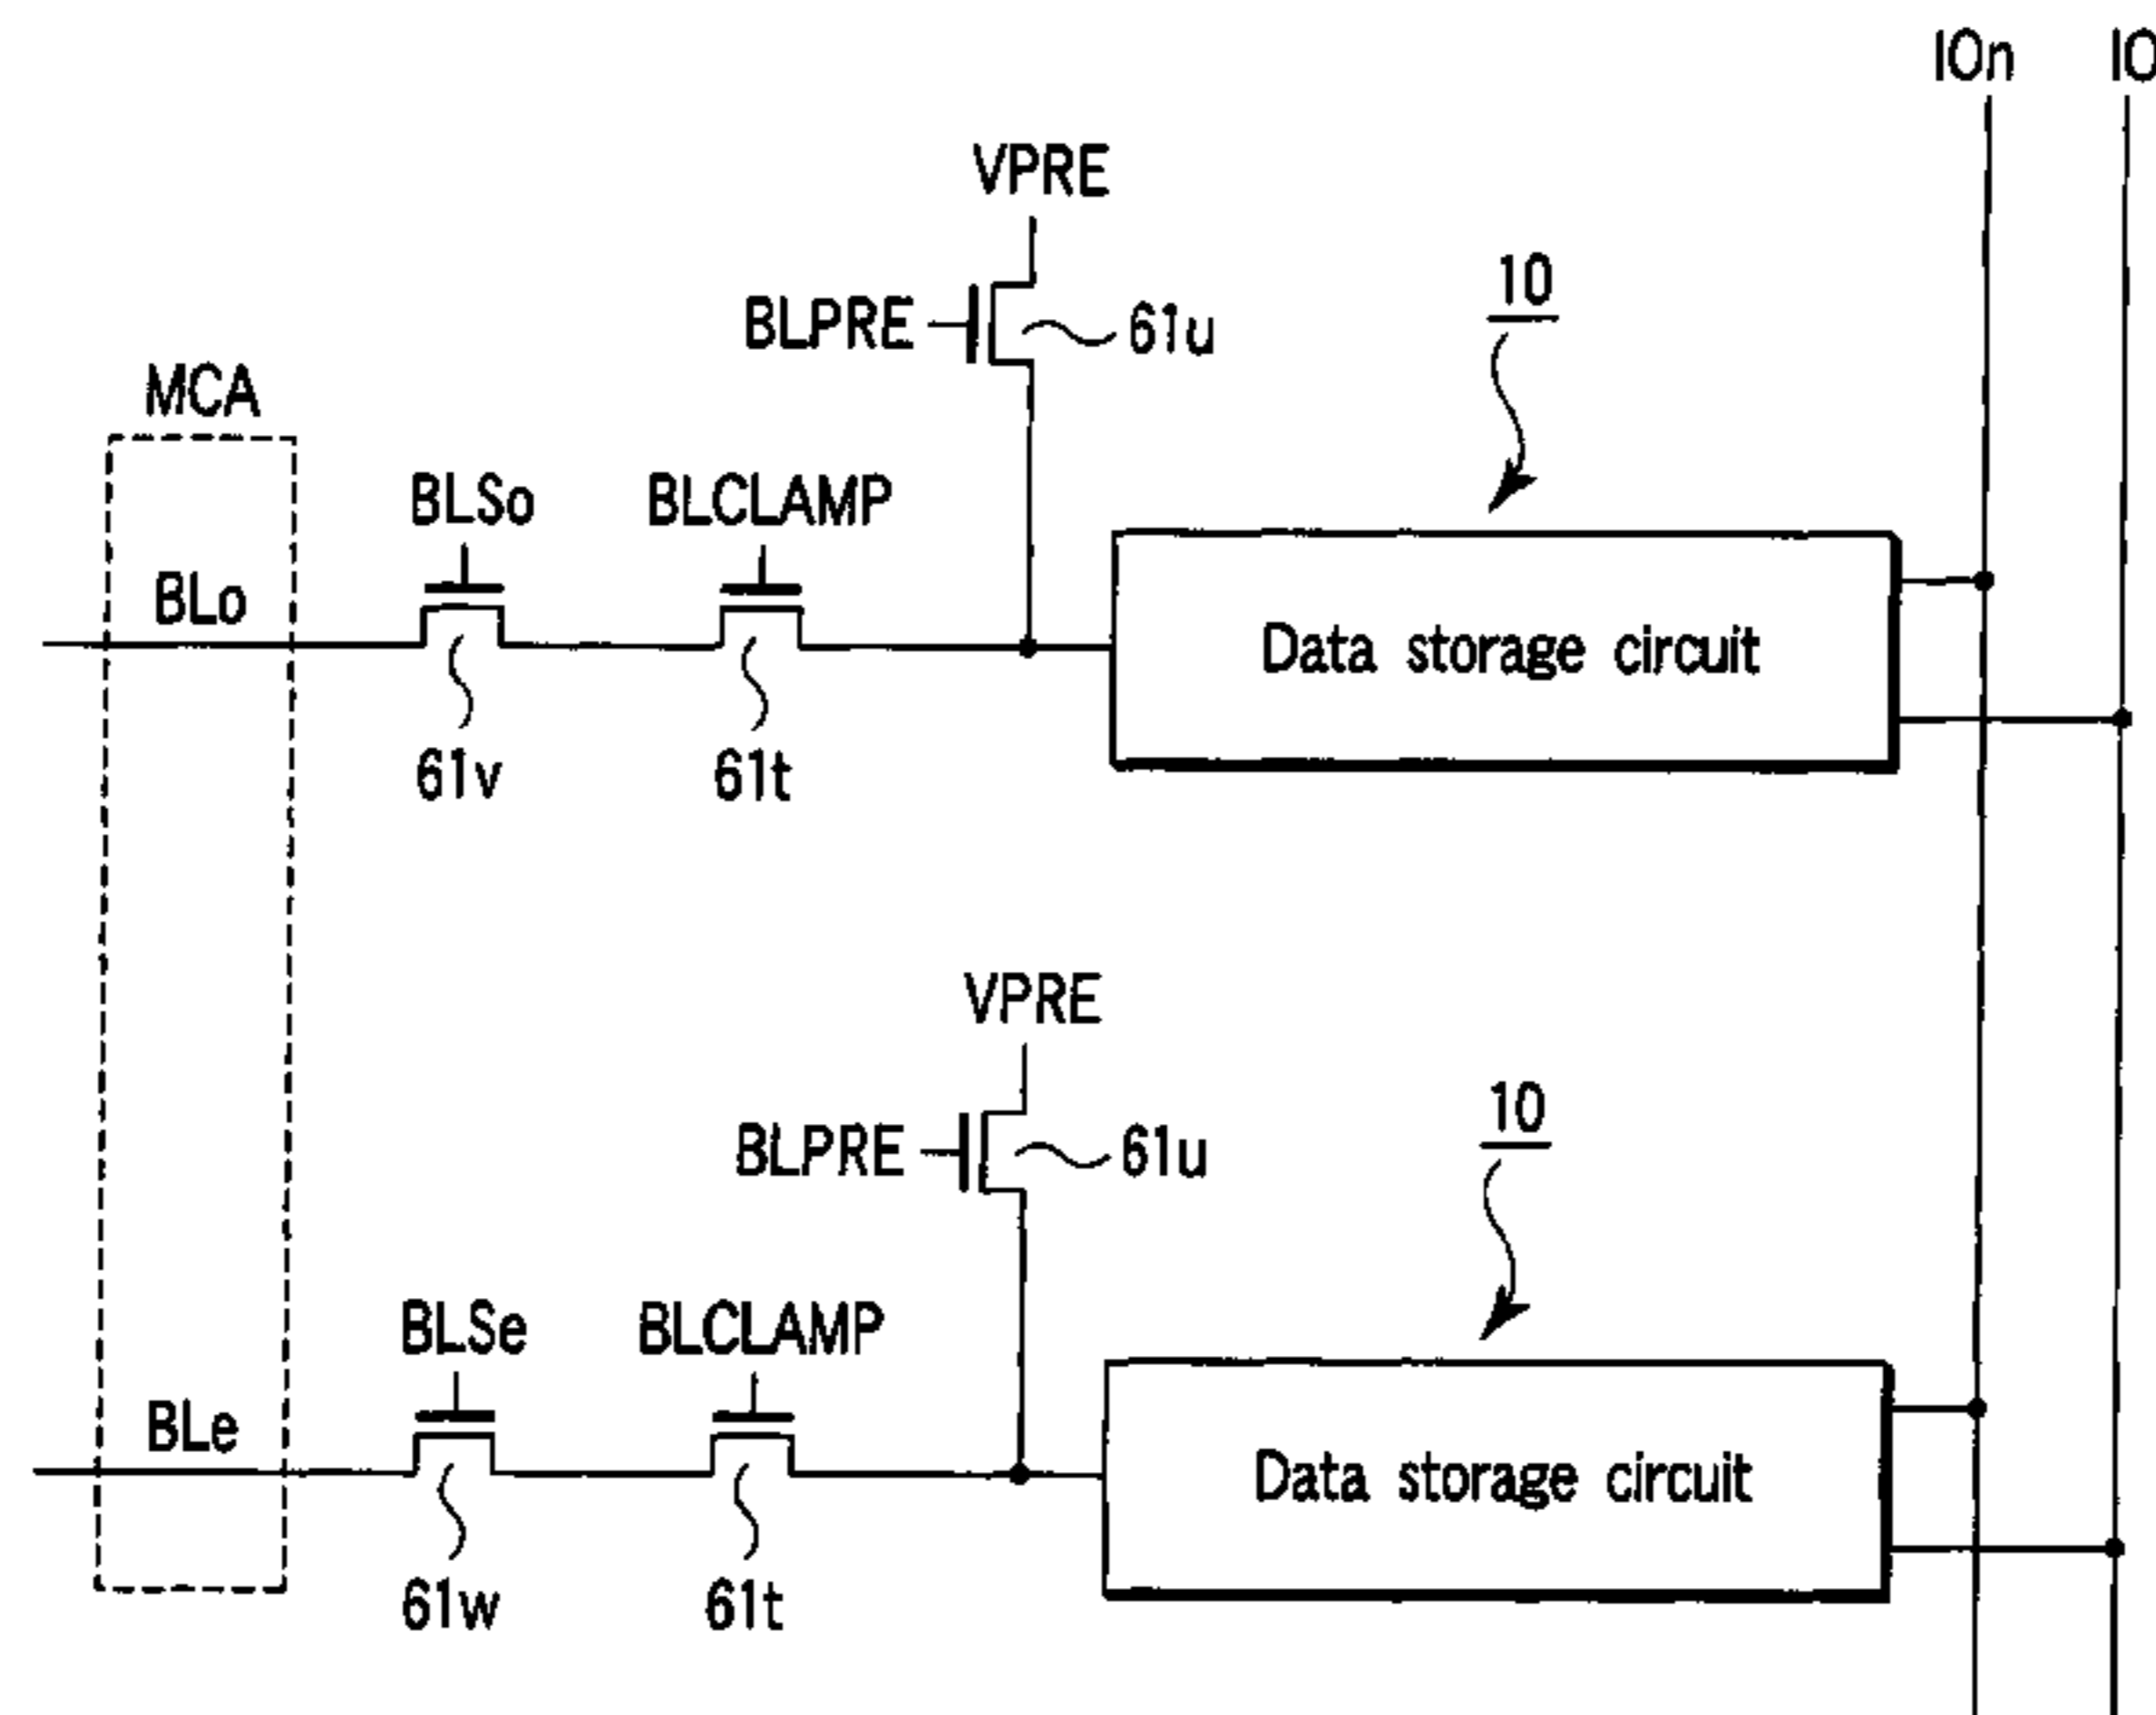 IOn
IO
VPRE
BLPRE
61u
10
MCA
BLSo
BLCLAMP
BLo
Data storage circuit
61v
61t
VPRE
BLPRE
61u
10
BLSe
BLCLAMP
BLe
Data storage circuit
61w
61t